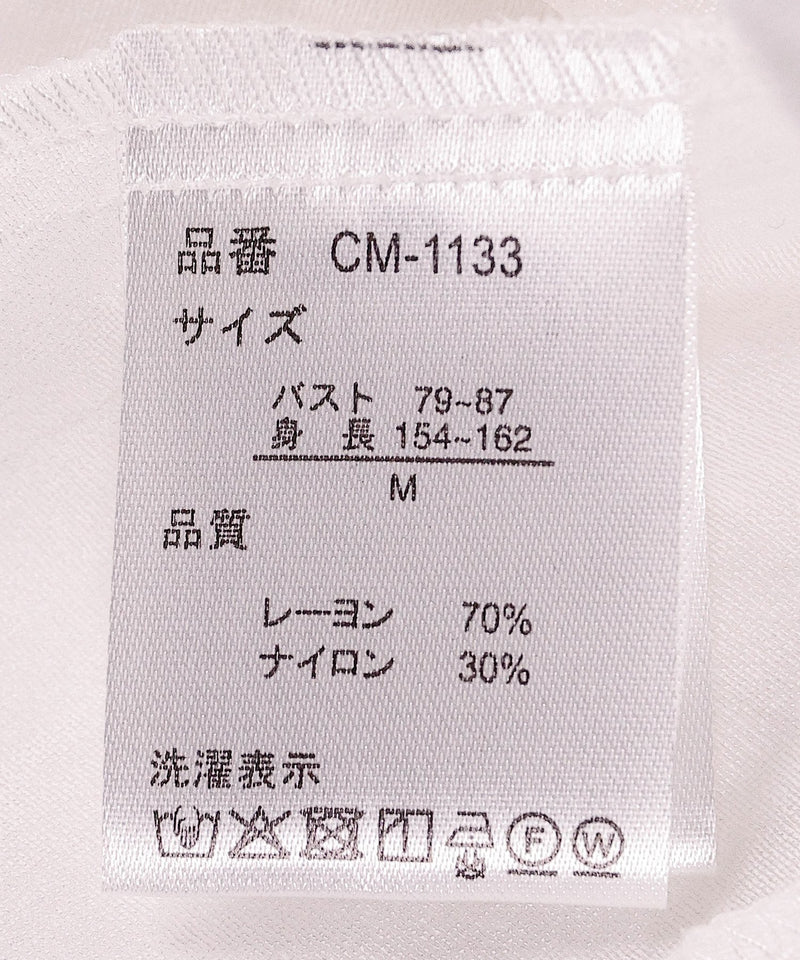 品番 CM-1133
サイズ
バスト 79~87
身長 154~162
M
品質
レーヨン 70%
ナイロン 30%
洗濯表示
F W